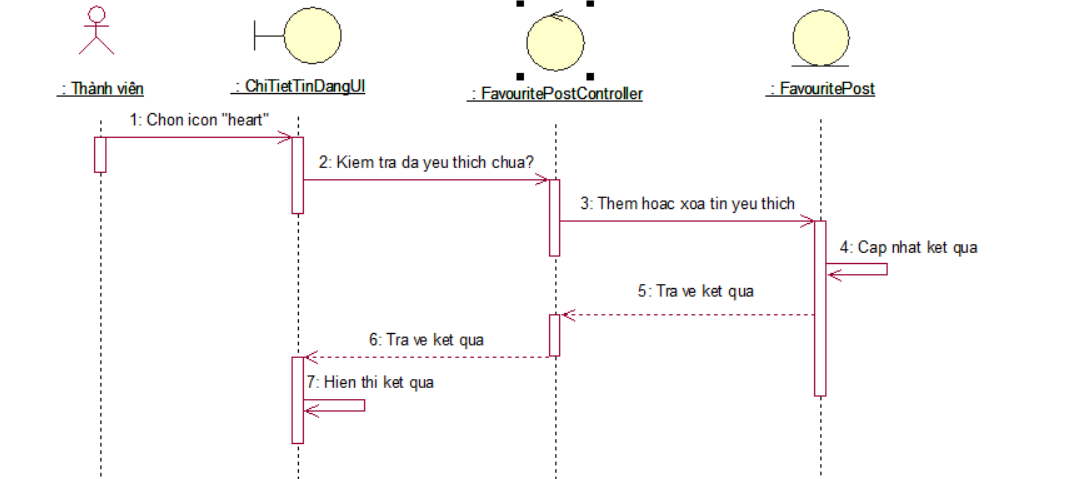 : Thành viên
: ChiTietTinDangUI
: FavouritePostController
: FavouritePost
1: Chon icon "heart"
2: Kiem tra da yeu thich chua?
3: Them hoac xoa tin yeu thich
4: Cap nhat ket qua
5: Tra ve ket qua
6: Tra ve ket qua
7: Hien thi ket qua